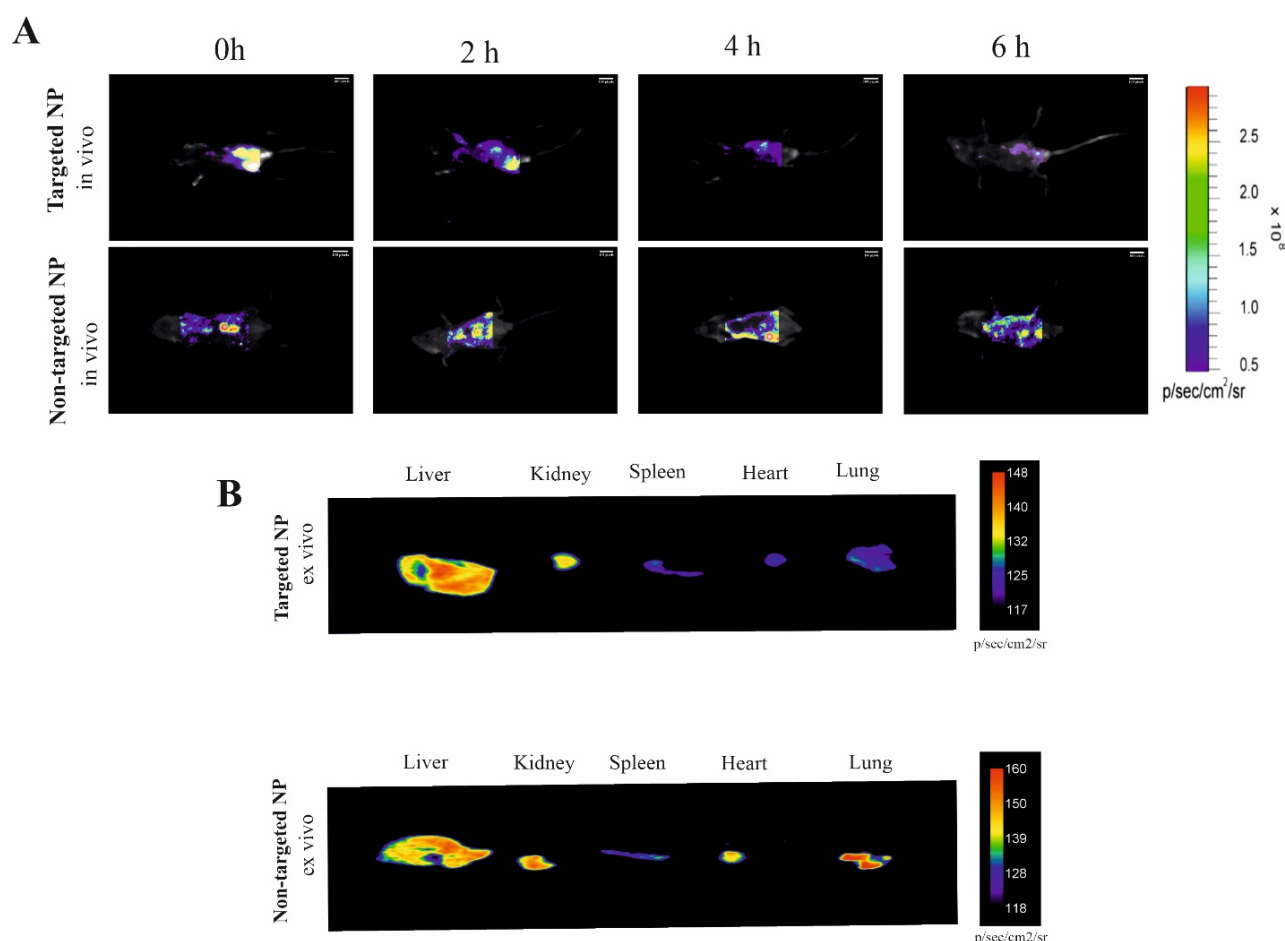 A
0h
2 h
4 h
6 h
Targeted NP
in vivo
Non-targeted NP
in vivo
2.5
2.0
1.5
1.0
0.5
× 10⁸
p/sec/cm²/sr
B
Liver
Kidney
Spleen
Heart
Lung
Targeted NP
ex vivo
148
140
132
125
117
p/sec/cm2/sr
Liver
Kidney
Spleen
Heart
Lung
Non-targeted NP
ex vivo
160
150
139
128
118
p/sec/cm2/sr